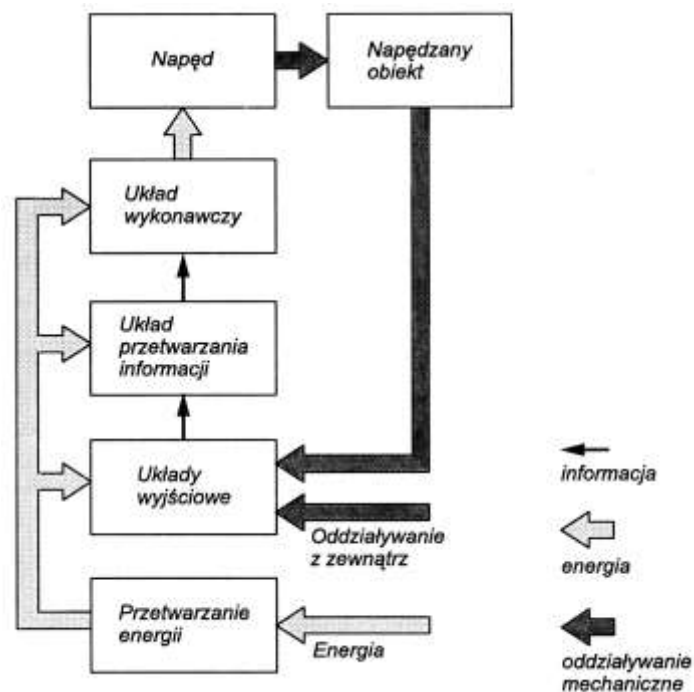 Napęd
Napędzany
obiekt
Układ
wykonawczy
Układ
przetwarzania
informacji
Układy
wyjściowe
Oddziaływanie
z zewnątrz
Przetwarzanie
energii
Energia
informacja
energia
oddziaływanie
mechaniczne